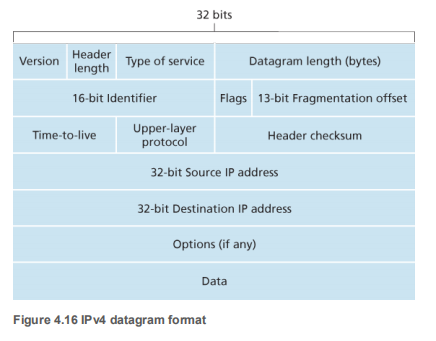 32 bits
Version Header length Type of service Datagram length (bytes)
16-bit Identifier Flags 13-bit Fragmentation offset
Time-to-live Upper-layer protocol Header checksum
32-bit Source IP address
32-bit Destination IP address
Options (if any)
Data
Figure 4.16 IPv4 datagram format